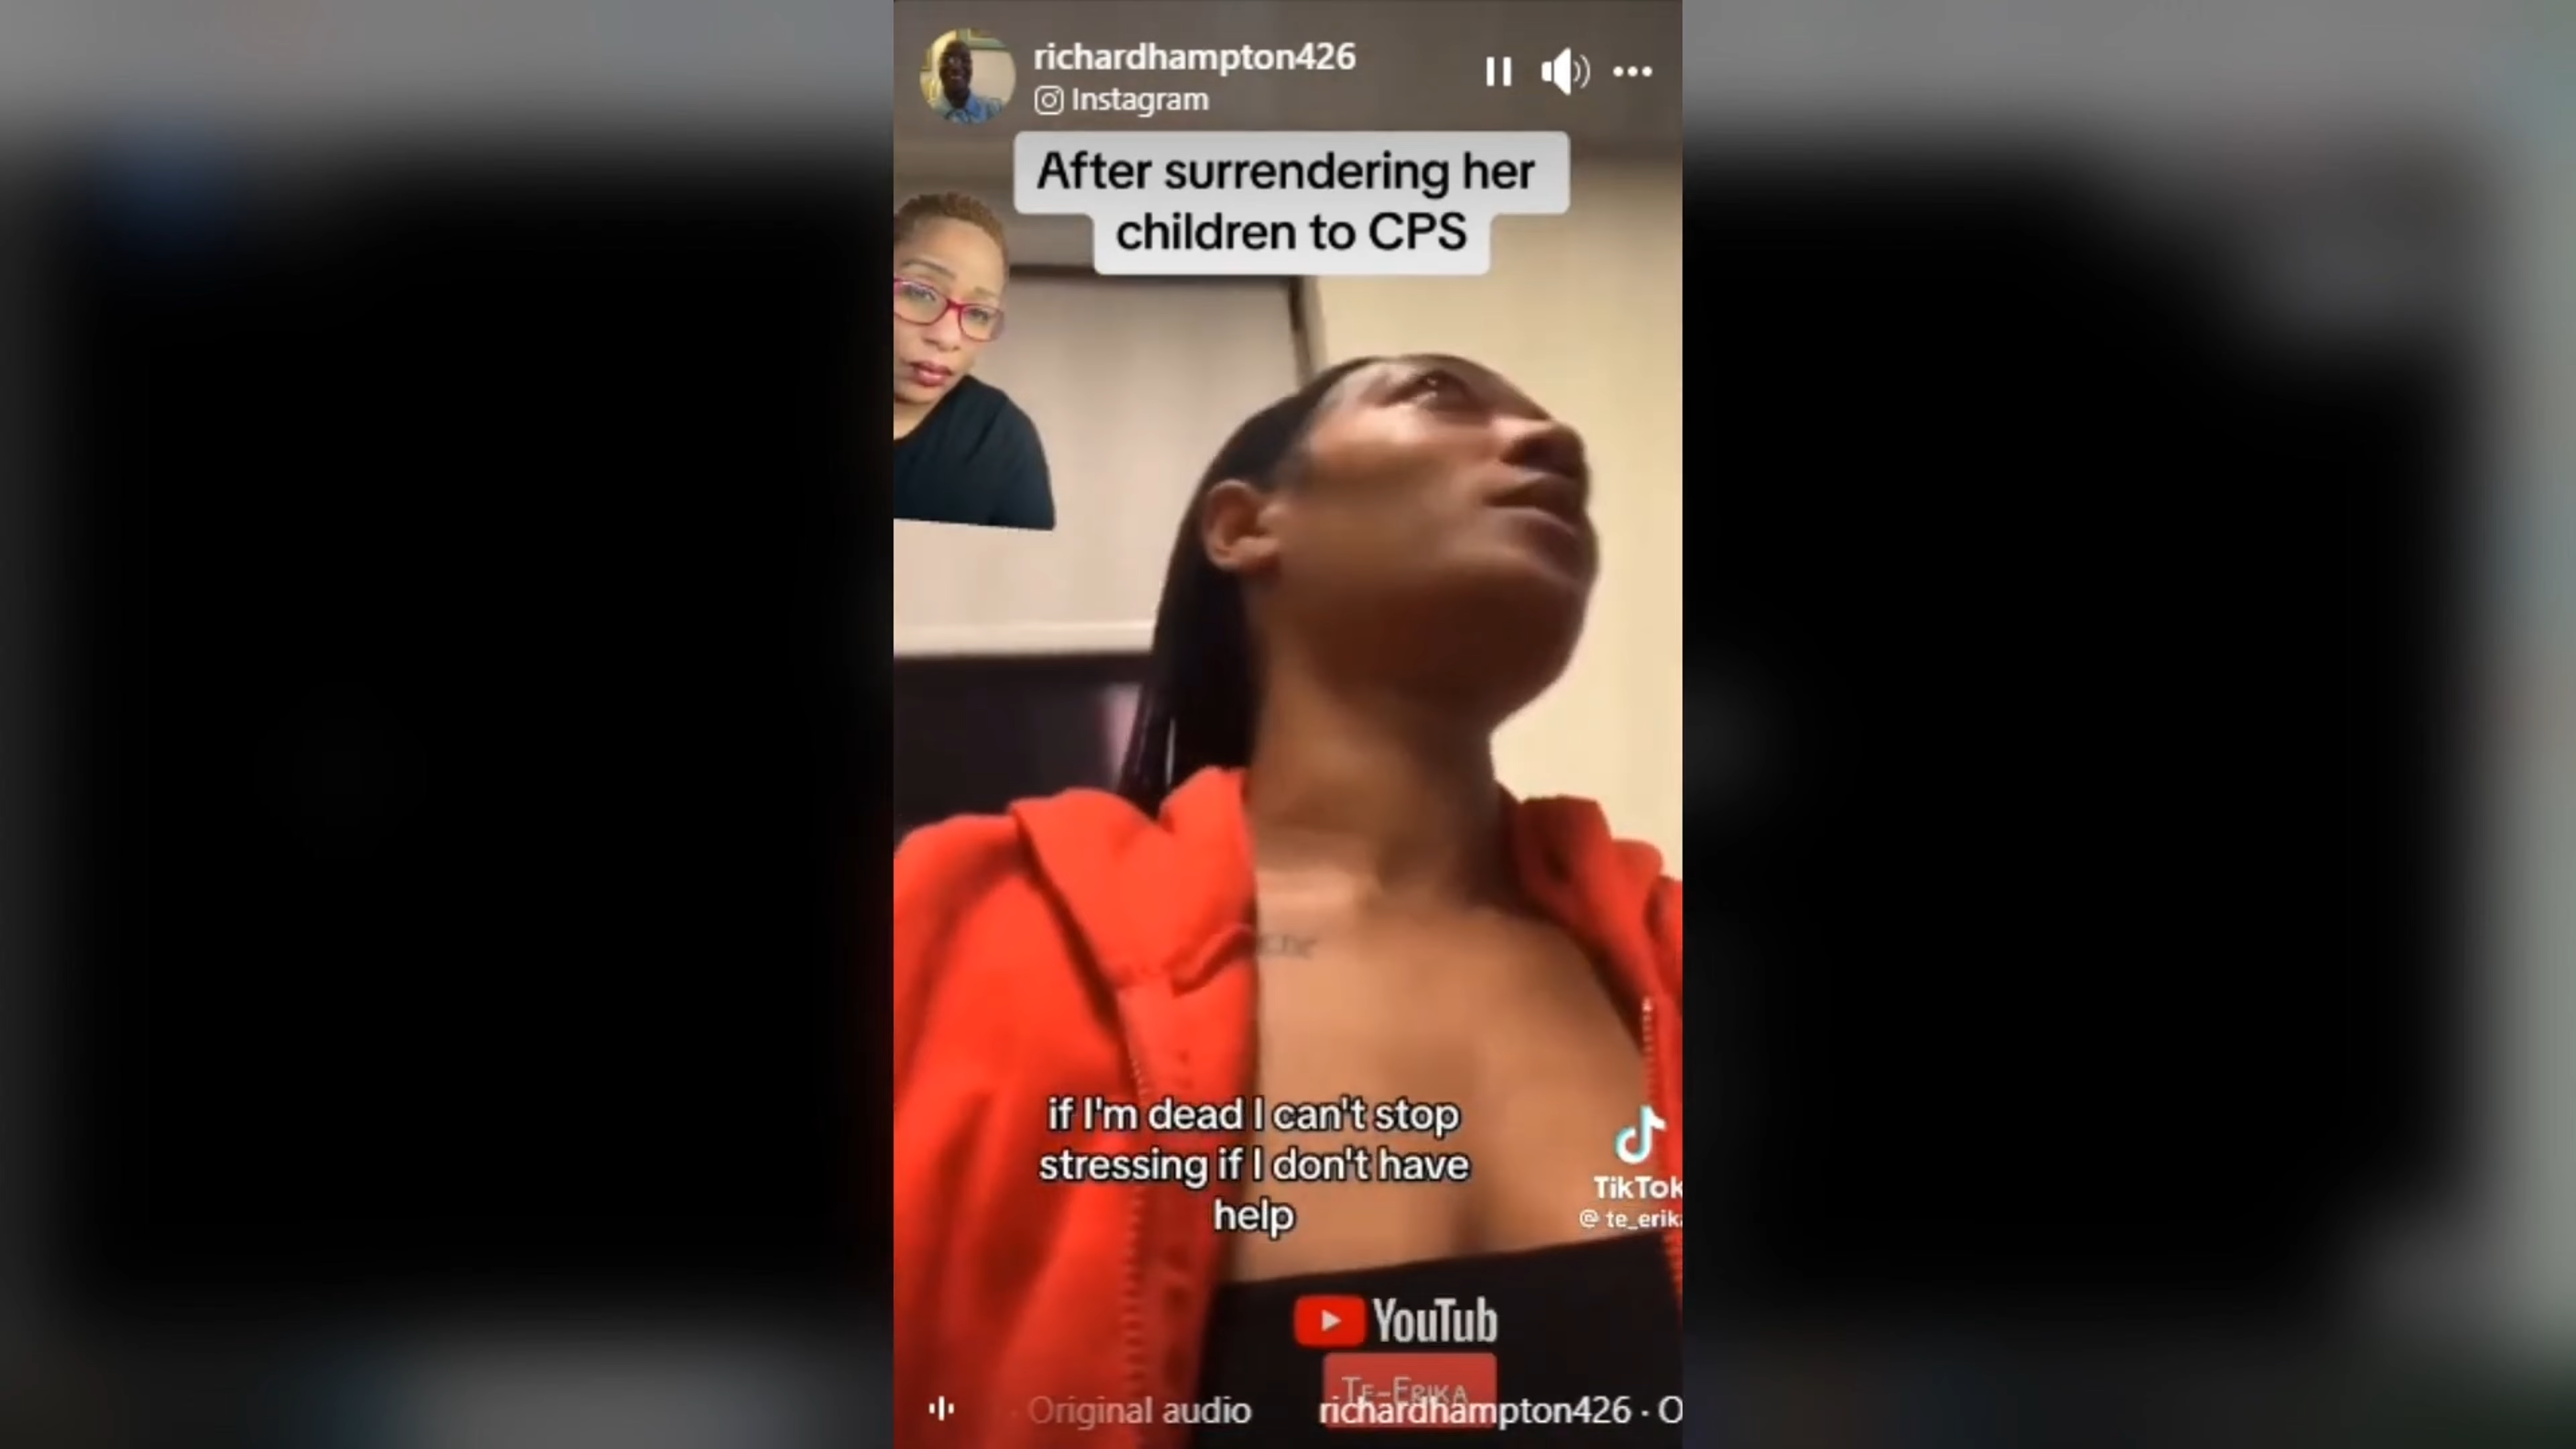 richardhampton426
Instagram
After surrendering her
children to CPS
if I'm dead I can't stop
stressing if I don't have
help
TikTok
@ te_erika
YouTub
TE-ERIKA
Original audio
richardhampton426 · O